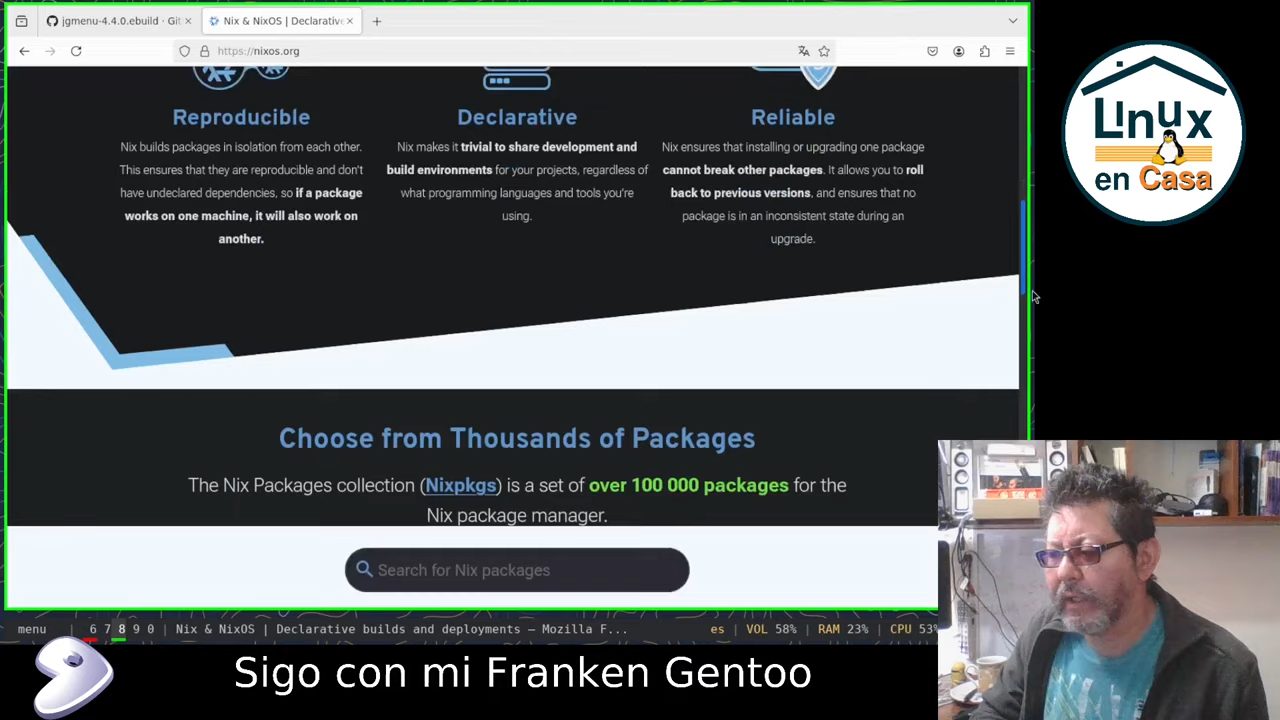 jgmenu-4.4.0.ebuild · Git
Nix & NixOS | Declarative
https://nixos.org
Reproducible
Nix builds packages in isolation from each other.
This ensures that they are reproducible and don't
have undeclared dependencies, so if a package
works on one machine, it will also work on
another.
Declarative
Nix makes it trivial to share development and
build environments for your projects, regardless of
what programming languages and tools you're
using.
Reliable
Nix ensures that installing or upgrading one package
cannot break other packages. It allows you to roll
back to previous versions, and ensures that no
package is in an inconsistent state during an
upgrade.
Choose from Thousands of Packages
The Nix Packages collection (Nixpkgs) is a set of over 100 000 packages for the
Nix package manager.
Search for Nix packages
menu | 6 7 8 9 0 | Nix & NixOS | Declarative builds and deployments — Mozilla F... es | VOL 58% | RAM 23% | CPU 53%
Linux
en Casa
Sigo con mi Franken Gentoo